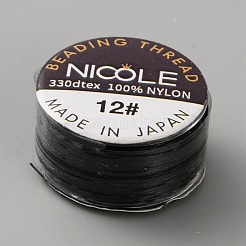 BEADING THREAD
NICOLE
330dtex 100% NYLON
12#
MADE IN JAPAN